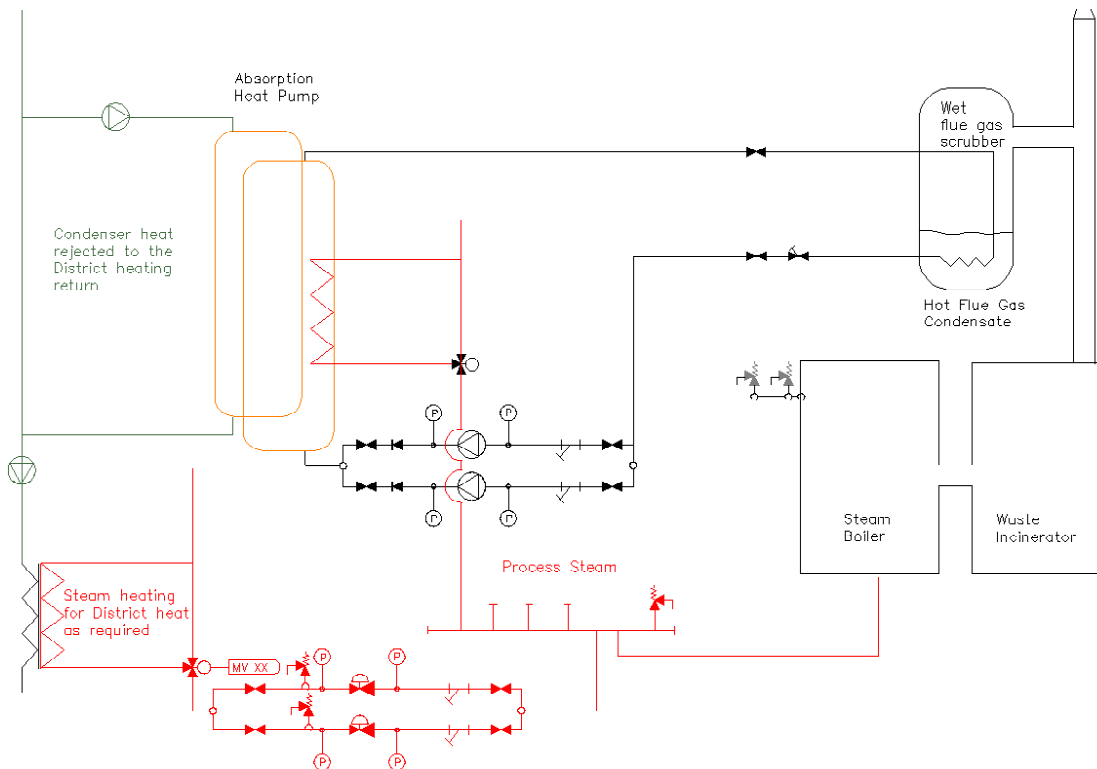 Absorption
Heat Pump
Wet
flue gas
scrubber
Condenser heat
rejected to the
District heating
return
Hot Flue Gas
Condensate
P
P
P
P
Steam
Boiler
Waste
Incinerator
Process Steam
Steam heating
for District heat
as required
MV XX
P
P
P
P